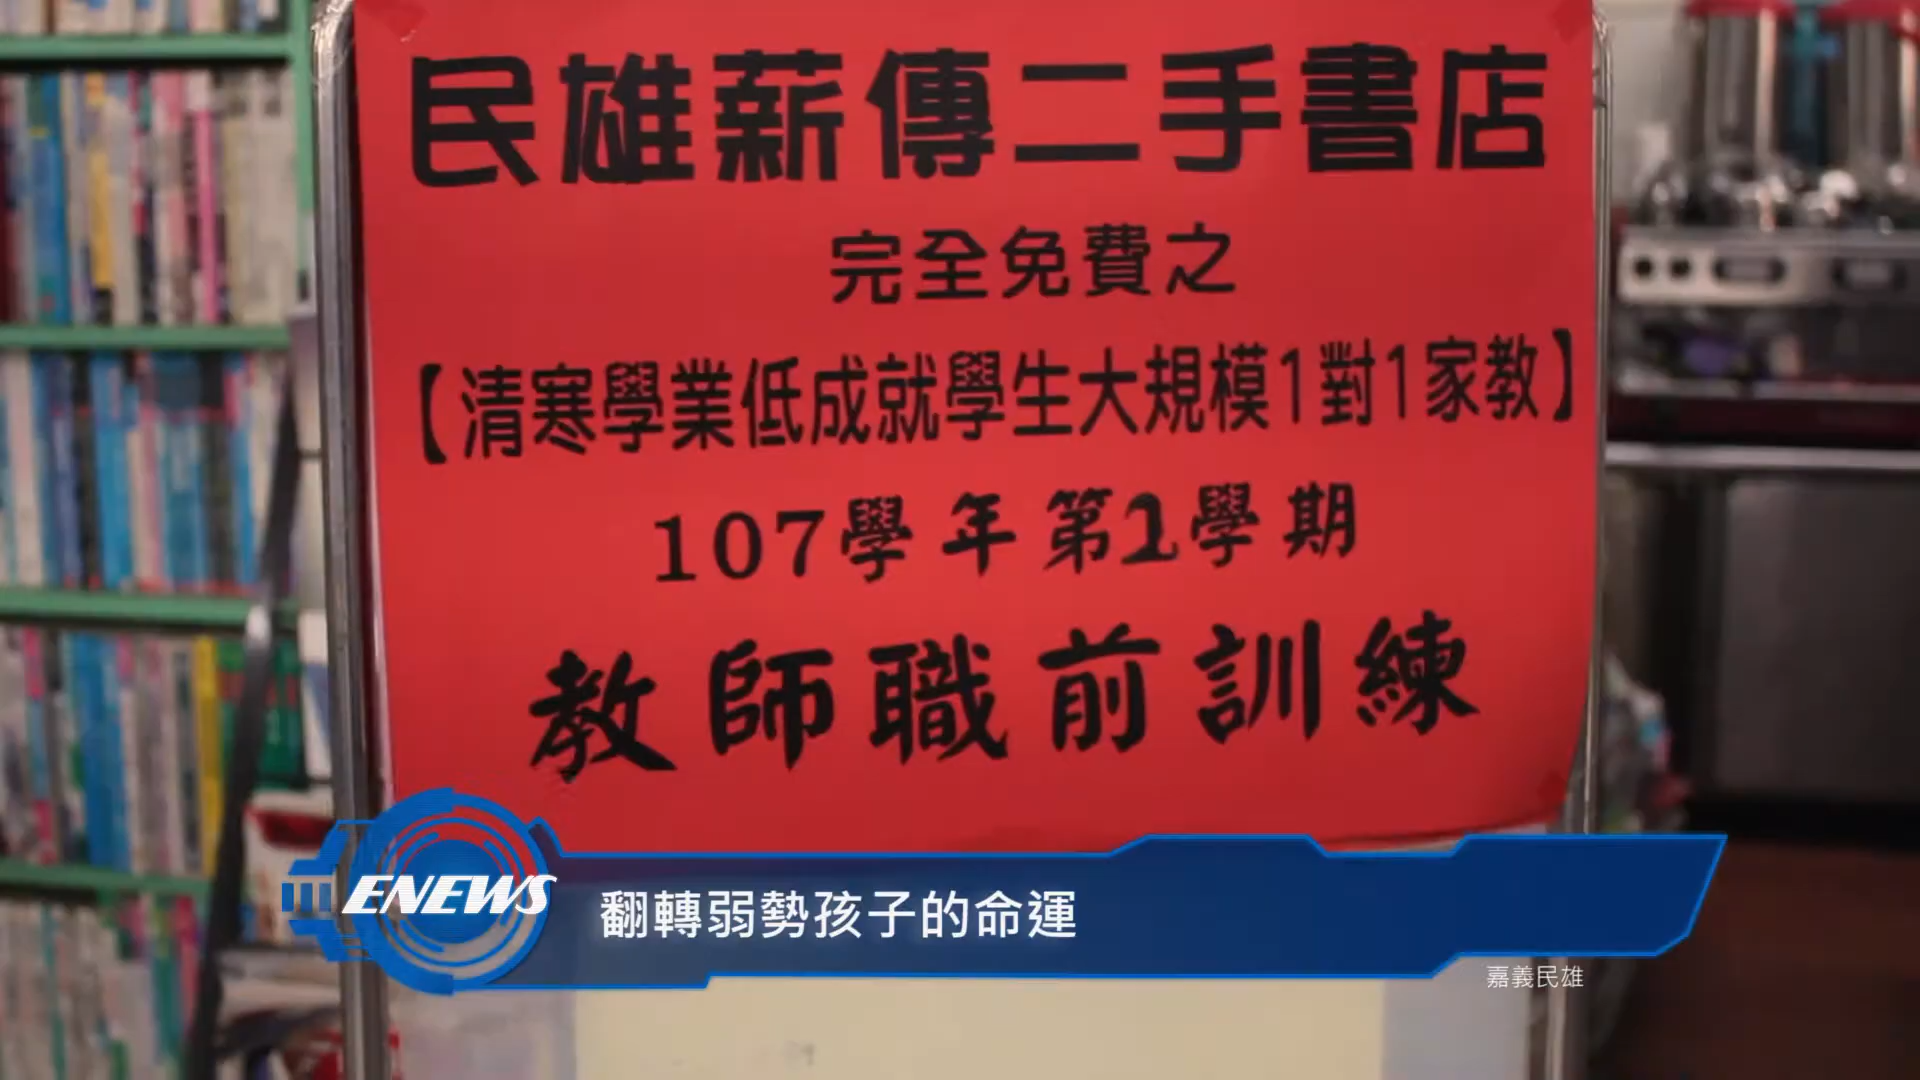 民雄薪傳二手書店
完全免費之
【清寒學業低成就學生大規模1對1家教】
107學年第2學期
教師職前訓練
ENEWS
翻轉弱勢孩子的命運
嘉義民雄